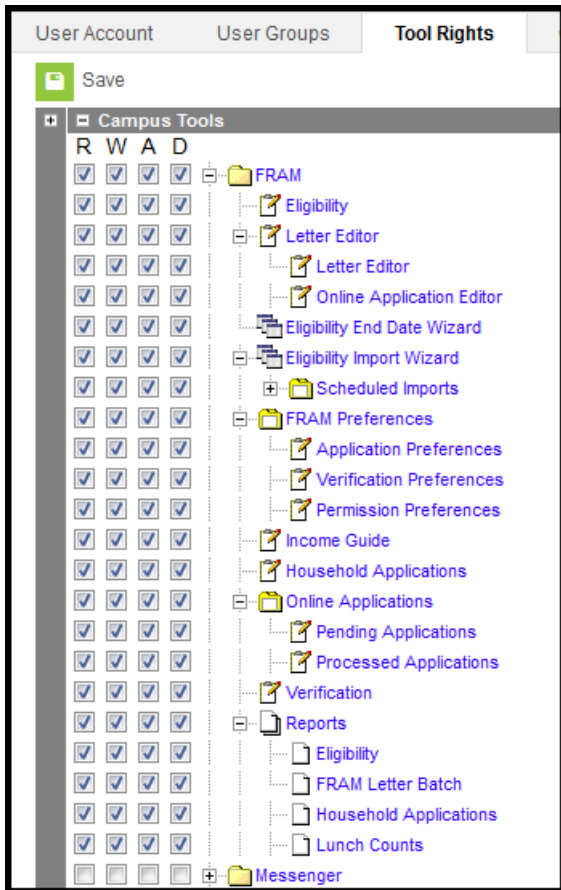 User Account User Groups Tool Rights
Save
Campus Tools
R W A D
FRAM
Eligibility
Letter Editor
Letter Editor
Online Application Editor
Eligibility End Date Wizard
Eligibility Import Wizard
Scheduled Imports
FRAM Preferences
Application Preferences
Verification Preferences
Permission Preferences
Income Guide
Household Applications
Online Applications
Pending Applications
Processed Applications
Verification
Reports
Eligibility
FRAM Letter Batch
Household Applications
Lunch Counts
Messenger